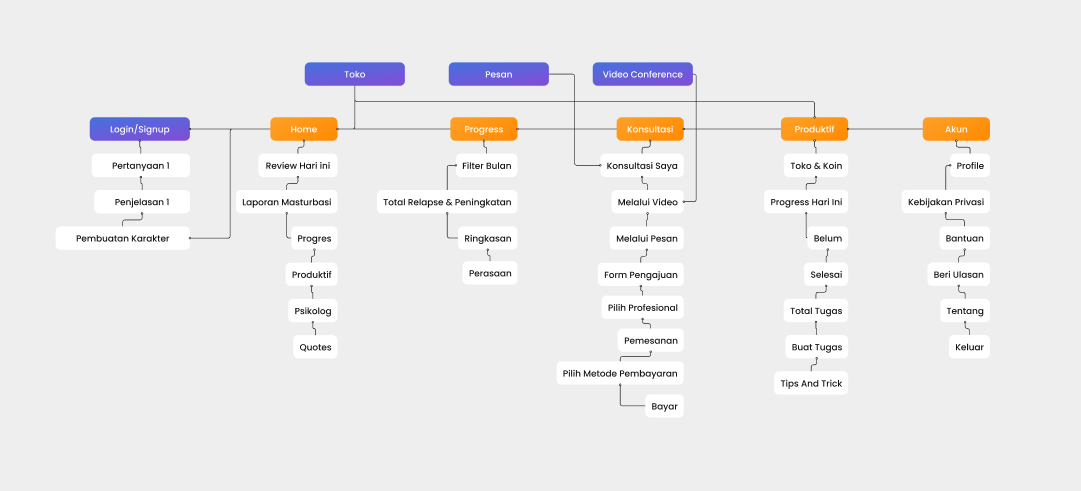 Toko
Pesan
Video Conference
Login/Signup
Home
Progress
Konsultasi
Produktif
Akun
Pertanyaan 1
Penjelasan 1
Pembuatan Karakter
Review Hari ini
Laporan Masturbasi
Progres
Produktif
Psikolog
Quotes
Filter Bulan
Total Relapse & Peningkatan
Ringkasan
Perasaan
Konsultasi Saya
Melalui Video
Melalui Pesan
Form Pengajuan
Pilih Profesional
Pemesanan
Pilih Metode Pembayaran
Bayar
Toko & Koin
Progress Hari Ini
Belum
Selesai
Total Tugas
Buat Tugas
Tips And Trick
Profile
Kebijakan Privasi
Bantuan
Beri Ulasan
Tentang
Keluar